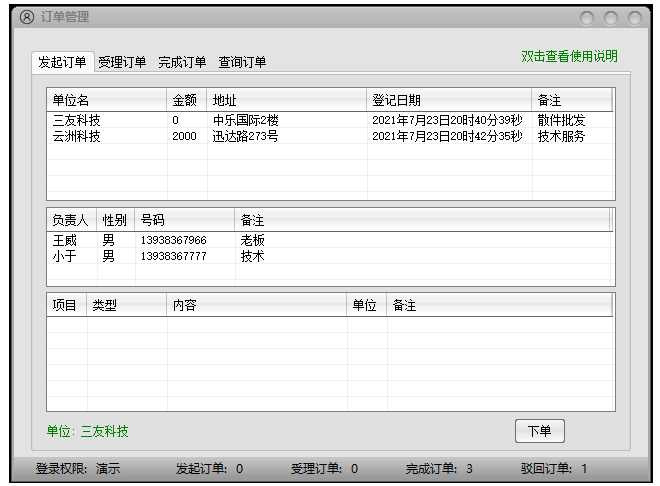 订单管理
双击查看使用说明
发起订单 受理订单 完成订单 查询订单
单位名 金额 地址 登记日期 备注
三友科技 0 中乐国际2楼 2021年7月23日20时40分39秒 散件批发
云洲科技 2000 迅达路273号 2021年7月23日20时42分35秒 技术服务
负责人 性别 号码 备注
王威 男 13938367966 老板
小于 男 13938367777 技术
项目 类型 内容 单位 备注
单位: 三友科技 下单
登录权限: 演示 发起订单: 0 受理订单: 0 完成订单: 3 驳回订单: 1